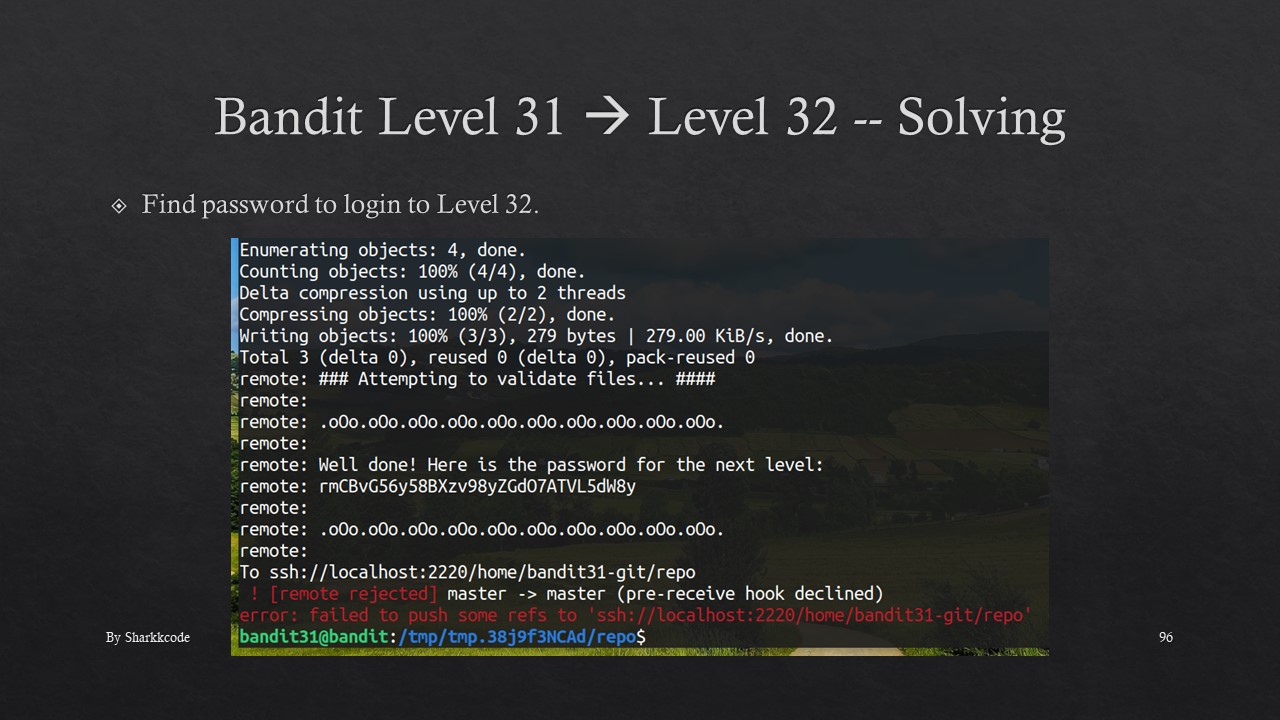 Bandit Level 31 → Level 32 -- Solving
Find password to login to Level 32.
Enumerating objects: 4, done.
Counting objects: 100% (4/4), done.
Delta compression using up to 2 threads
Compressing objects: 100% (2/2), done.
Writing objects: 100% (3/3), 279 bytes | 279.00 KiB/s, done.
Total 3 (delta 0), reused 0 (delta 0), pack-reused 0
remote: ### Attempting to validate files... ####
remote:
remote: .oOo.oOo.oOo.oOo.oOo.oOo.oOo.oOo.oOo.oOo.
remote:
remote: Well done! Here is the password for the next level:
remote: rmCBvG56y58BXzv98yZGdO7ATVL5dW8y
remote:
remote: .oOo.oOo.oOo.oOo.oOo.oOo.oOo.oOo.oOo.oOo.
remote:
To ssh://localhost:2220/home/bandit31-git/repo
! [remote rejected] master -> master (pre-receive hook declined)
error: failed to push some refs to 'ssh://localhost:2220/home/bandit31-git/repo'
bandit31@bandit:/tmp/tmp.38j9f3NCAd/repo$
By Sharkkcode
96